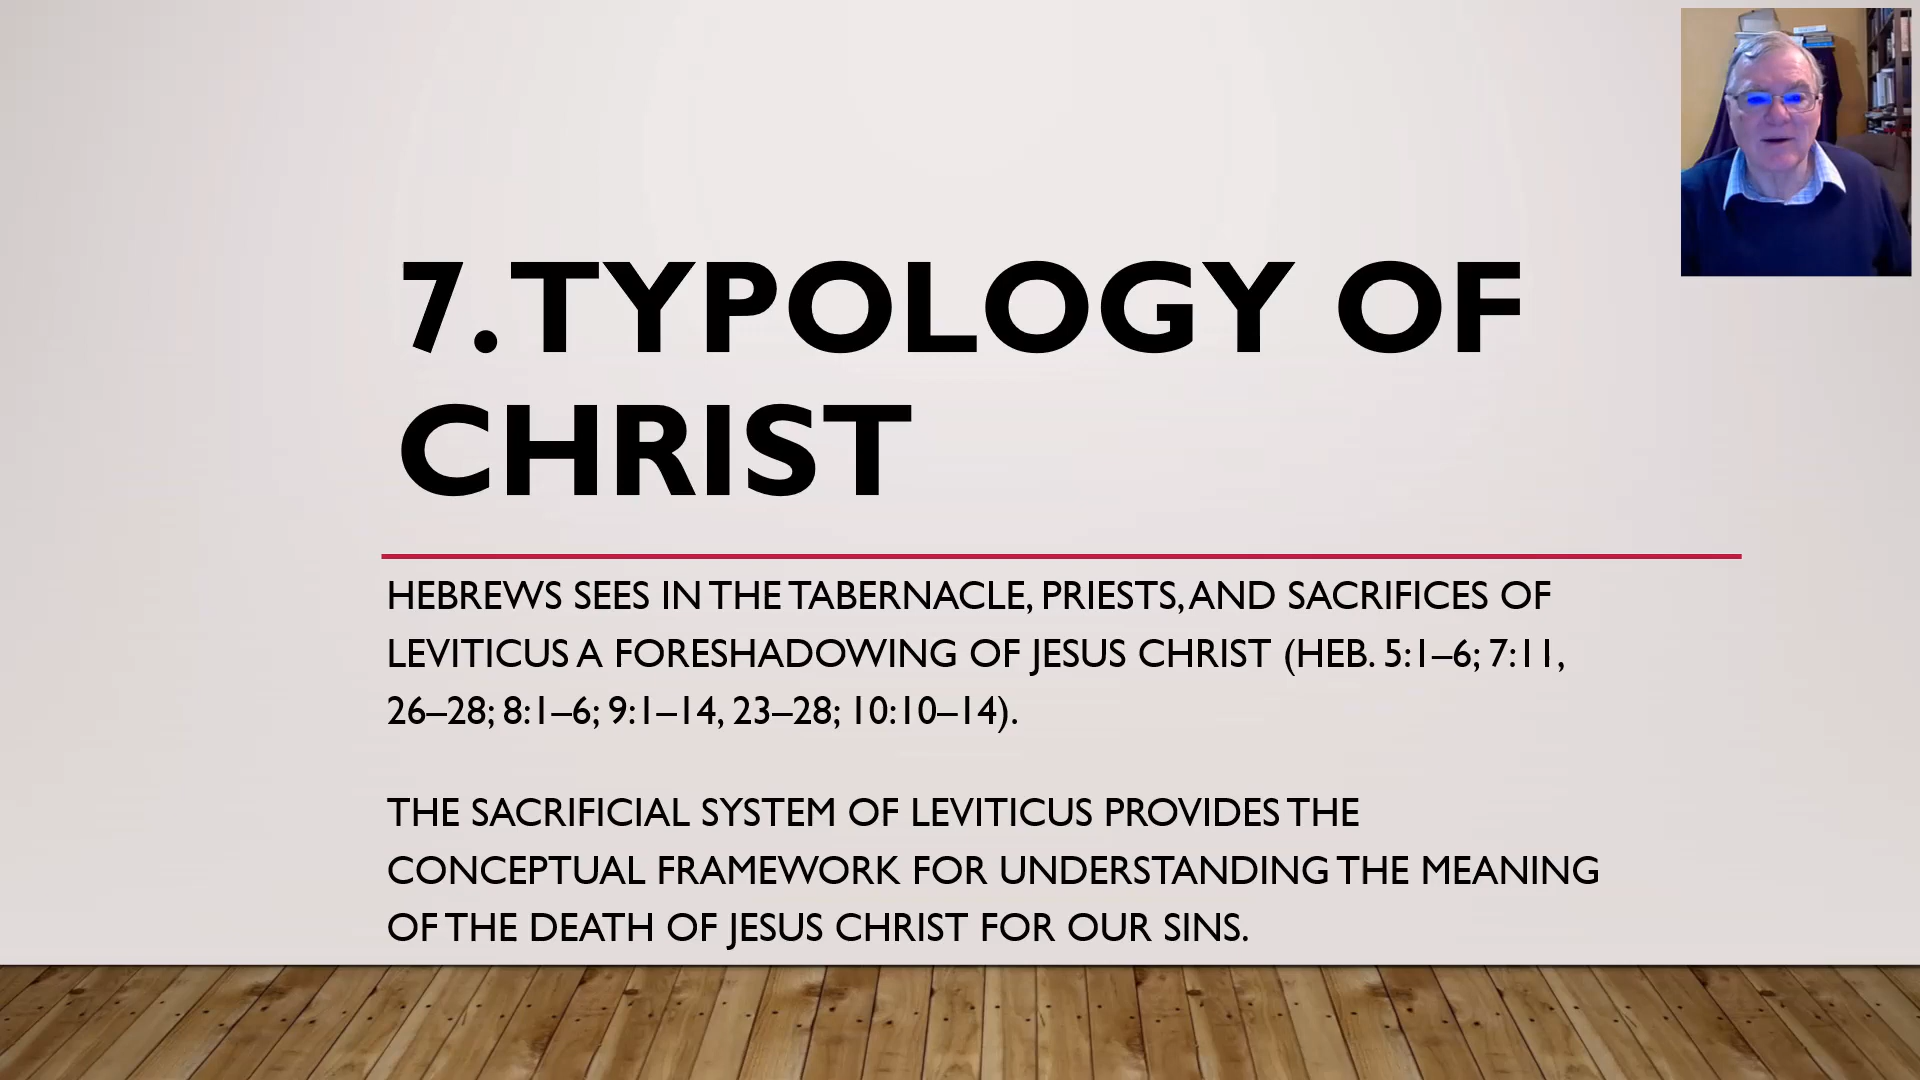 7. TYPOLOGY OF
CHRIST
HEBREWS SEES IN THE TABERNACLE, PRIESTS, AND SACRIFICES OF
LEVITICUS A FORESHADOWING OF JESUS CHRIST (HEB. 5:1–6; 7:11,
26–28; 8:1–6; 9:1–14, 23–28; 10:10–14).
THE SACRIFICIAL SYSTEM OF LEVITICUS PROVIDES THE
CONCEPTUAL FRAMEWORK FOR UNDERSTANDING THE MEANING
OF THE DEATH OF JESUS CHRIST FOR OUR SINS.